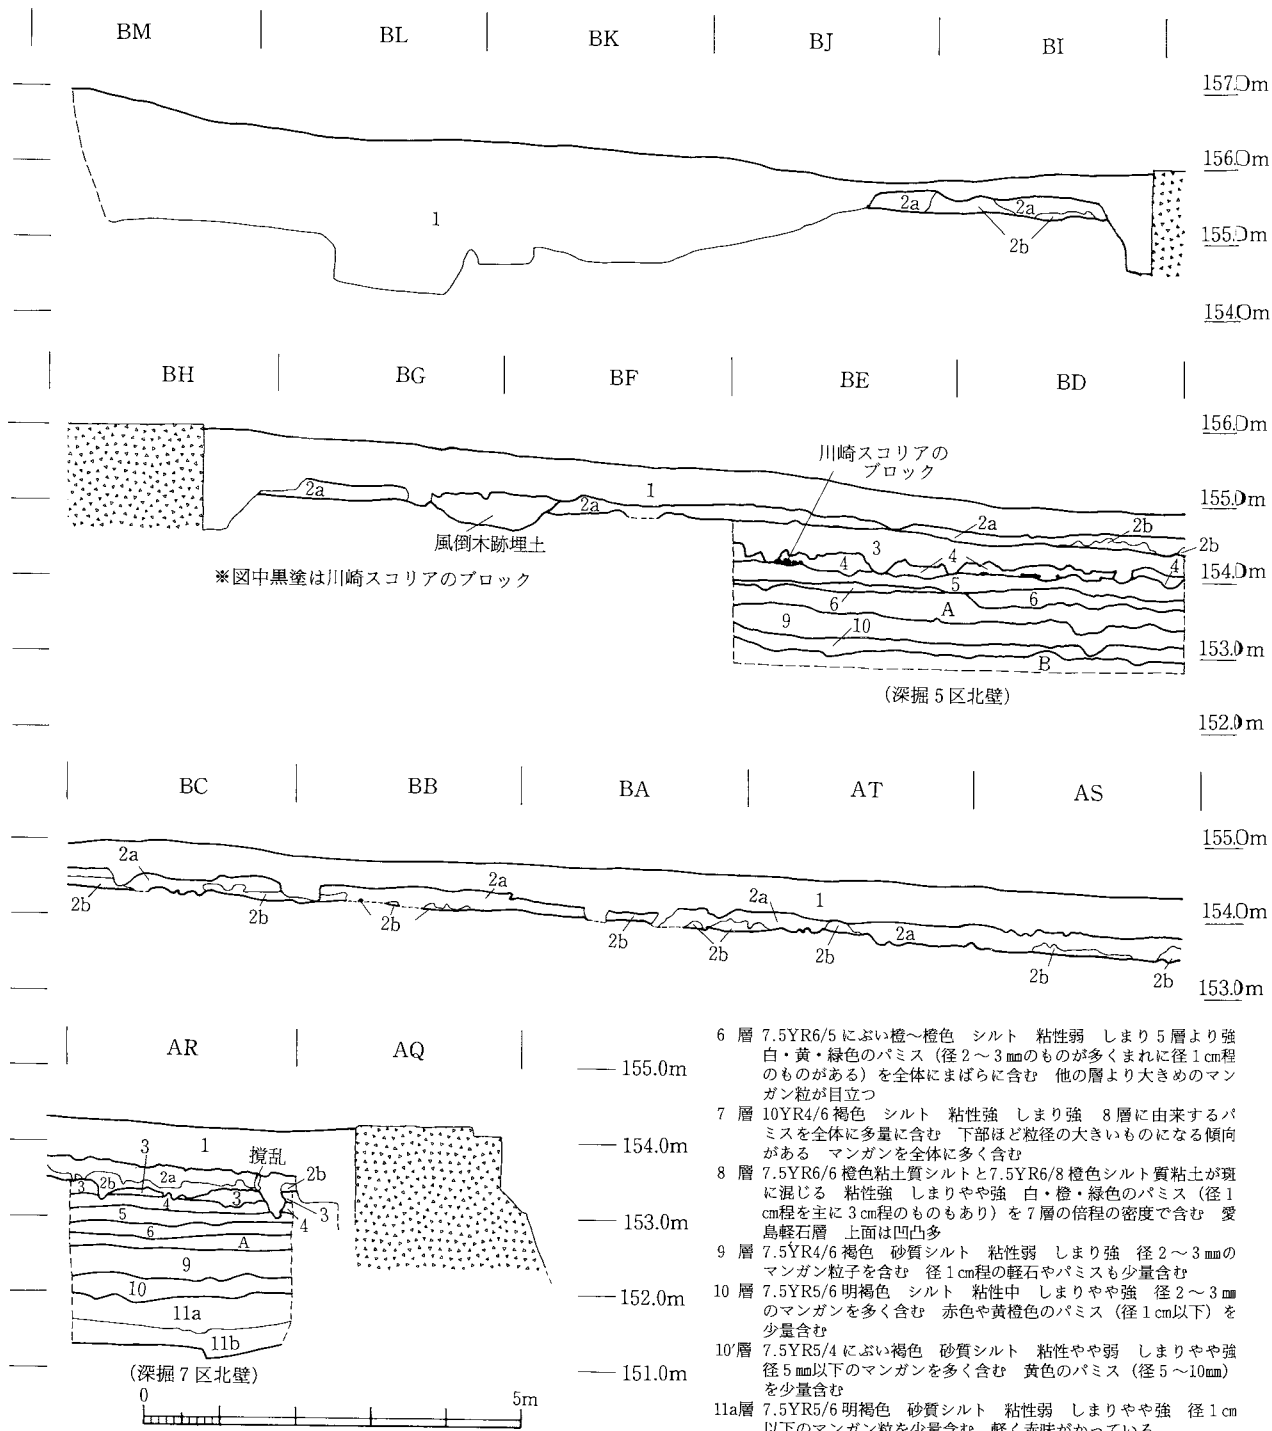 BM BL BK BJ BI
157.0m
156.0m
1 2a 2a
155.0m
2b
154.0m
BH BG BF BE BD
156.0m
川崎スコリアの
ブロック
2a 1 155.0m
2a 2a 2b
風倒木跡埋土 3 2b
※図中黒塗は川崎スコリアのブロック 4 4 4 154.0m
5
6 A 6
9 10
153.0m
B
(深掘5区北壁)
152.0m
BC BB BA AT AS
155.0m
2a 2a 2a 1
2b 2b 2b 2b 2b 2b 2a 154.0m
2b 2b
153.0m
AR AQ
155.0m
154.0m
3 1 撹乱
3 2b 2a 2b
4 3 3
5 4 153.0m
6 A
9
10 152.0m
11a
11b
151.0m
(深掘7区北壁)
0 5m
6 層 7.5YR6/5 にぶい橙～橙色 シルト 粘性弱 しまり5層より強
白・黄・緑色のパミス（径2～3㎜のものが多くまれに径1㎝程
のものがある）を全体にまばらに含む 他の層より大きめのマン
ガン粒が目立つ
7 層 10YR4/6 褐色 シルト 粘性強 しまり強 8層に由来するパ
ミスを全体に多量に含む 下部ほど粒径の大きいものになる傾向
がある マンガンを全体に多く含む
8 層 7.5YR6/6 橙色粘土質シルトと7.5YR6/8 橙色シルト質粘土が斑
に混じる 粘性強 しまりやや強 白・橙・緑色のパミス（径1
㎝程を主に3㎝程のものもあり）を7層の倍程の密度で含む 愛
島軽石層 上面は凹凸多
9 層 7.5YR4/6 褐色 砂質シルト 粘性弱 しまり強 径2～3㎜の
マンガン粒子を含む 径1㎝程の軽石やパミスも少量含む
10 層 7.5YR5/6 明褐色 シルト 粘性中 しまりやや強 径2～3㎜
のマンガンを多く含む 赤色や黄橙色のパミス（径1㎝以下）を
少量含む
10′層 7.5YR5/4 にぶい褐色 砂質シルト 粘性やや弱 しまりやや強
径5㎜以下のマンガンを多く含む 黄色のパミス（径5～10㎜）
を少量含む
11a層 7.5YR5/6 明褐色 砂質シルト 粘性弱 しまりやや強 径1㎝
以下のマンガン粒を少量含む 軽く赤味がかっている